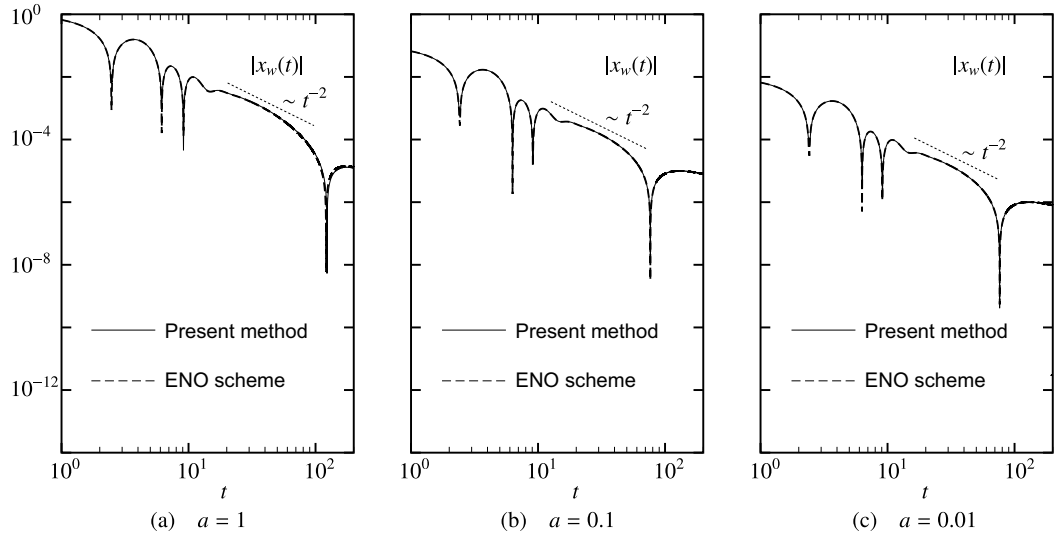 10^0
10^{-4}
10^{-8}
10^{-12}
|x_w(t)|
~ t^{-2}
Present method
ENO scheme
10^0
10^1
10^2
t
(a) a = 1
|x_w(t)|
~ t^{-2}
Present method
ENO scheme
10^0
10^1
10^2
t
(b) a = 0.1
|x_w(t)|
~ t^{-2}
Present method
ENO scheme
10^0
10^1
10^2
t
(c) a = 0.01